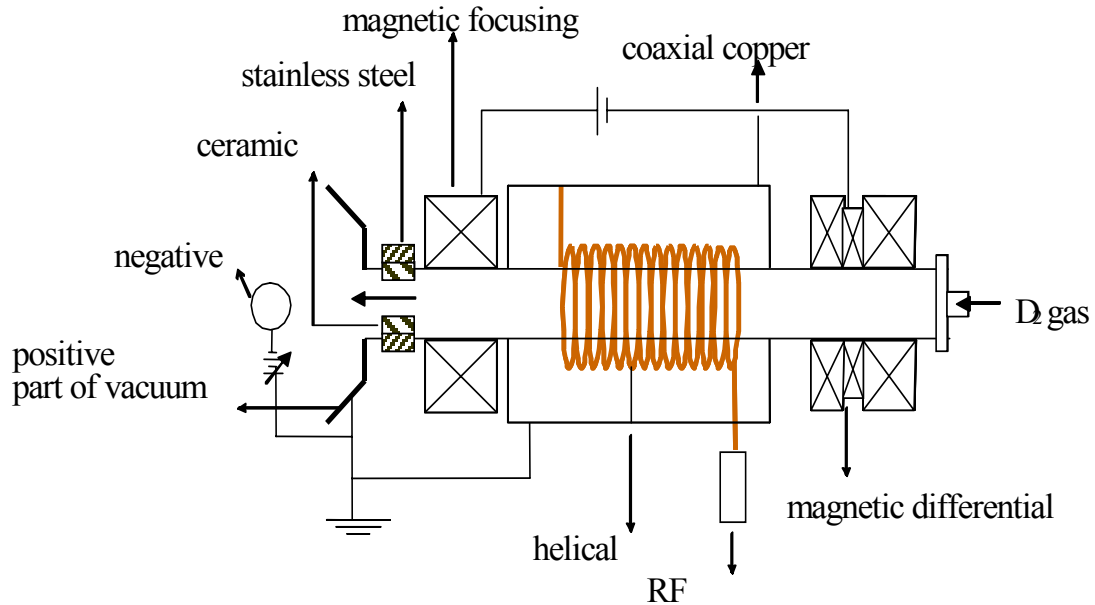 magnetic focusing
coaxial copper
stainless steel
ceramic
negative
D2 gas
positive
part of vacuum
magnetic differential
helical
RF